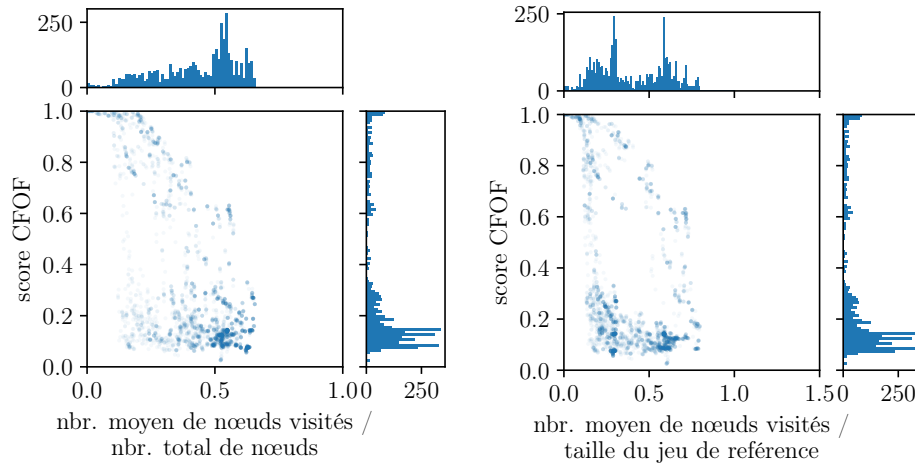 250
0
1.0
0.8
0.6
0.4
0.2
0.0
score CFOF
0.0 0.5 1.0
0 250
nbr. moyen de nœuds visités /
nbr. total de nœuds
250
0
0.0 0.5 1.0 1.5
1.0
0.8
0.6
0.4
0.2
0.0
score CFOF
0 250
nbr. moyen de nœuds visités /
taille du jeu de reférence